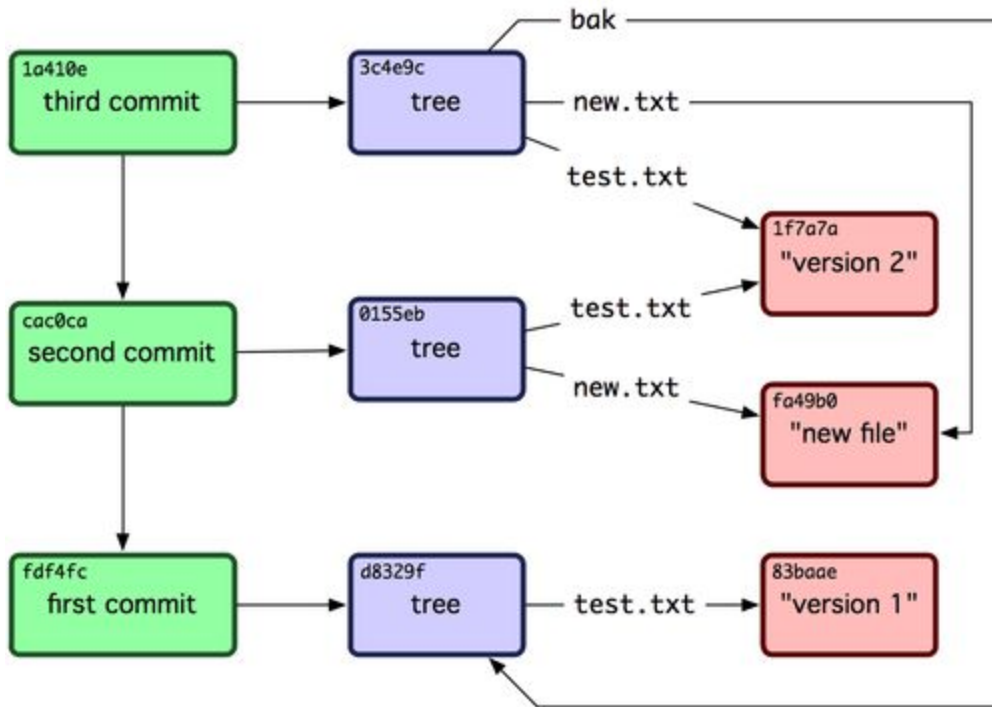 bak
1a410e
third commit
3c4e9c
tree
new.txt
test.txt
1f7a7a
"version 2"
cac0ca
second commit
0155eb
tree
test.txt
new.txt
fa49b0
"new file"
fdf4fc
first commit
d8329f
tree
test.txt
83baae
"version 1"